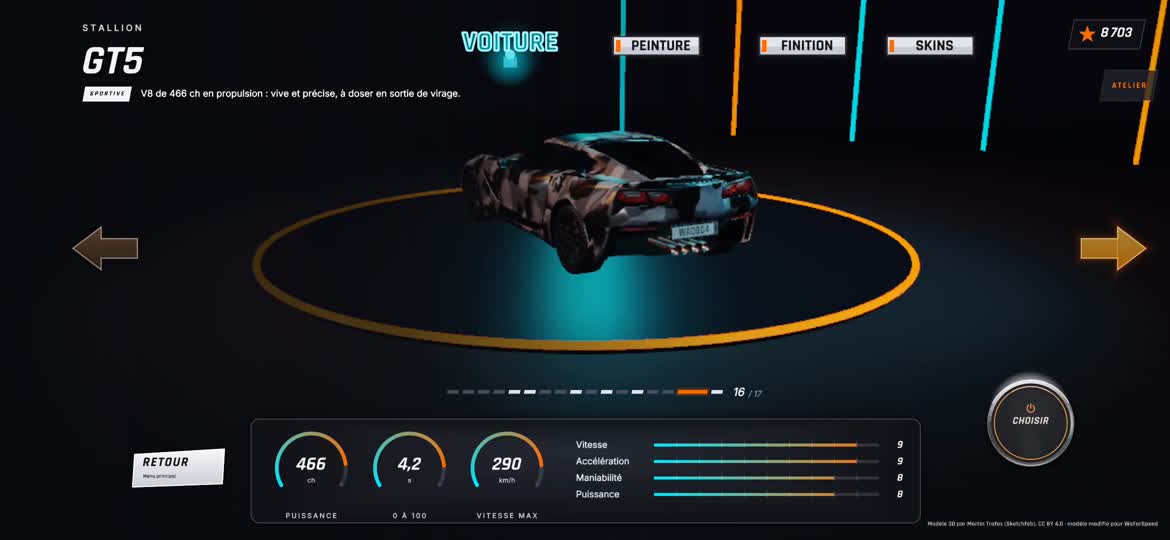 STALLION
GT5
SPORTIVE
V8 de 466 ch en propulsion : vive et précise, à doser en sortie de virage.
VOITURE
PEINTURE
FINITION
SKINS
8 703
ATELIER
16 / 17
CHOISIR
RETOUR
Menu principal
466
ch
PUISSANCE
4,2
s
0 À 100
290
km/h
VITESSE MAX
Vitesse 9
Accélération 9
Maniabilité 8
Puissance 8
Modèle 3D par Martin Trafas (Sketchfab), CC BY 4.0 · modèle modifié pour WoForSpeed